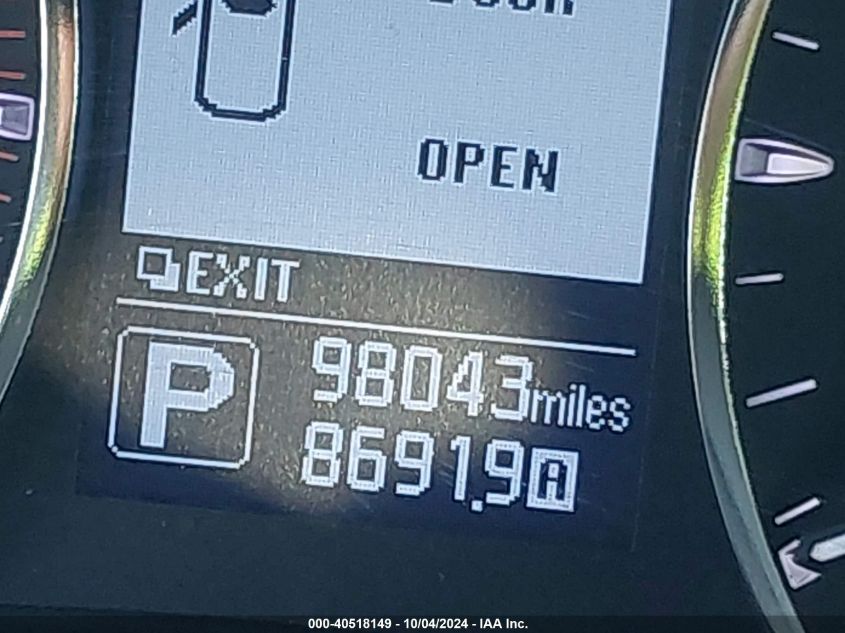 OPEN
EXIT
P
98043miles
8691.9A
000-40518149 - 10/04/2024 - IAA Inc.